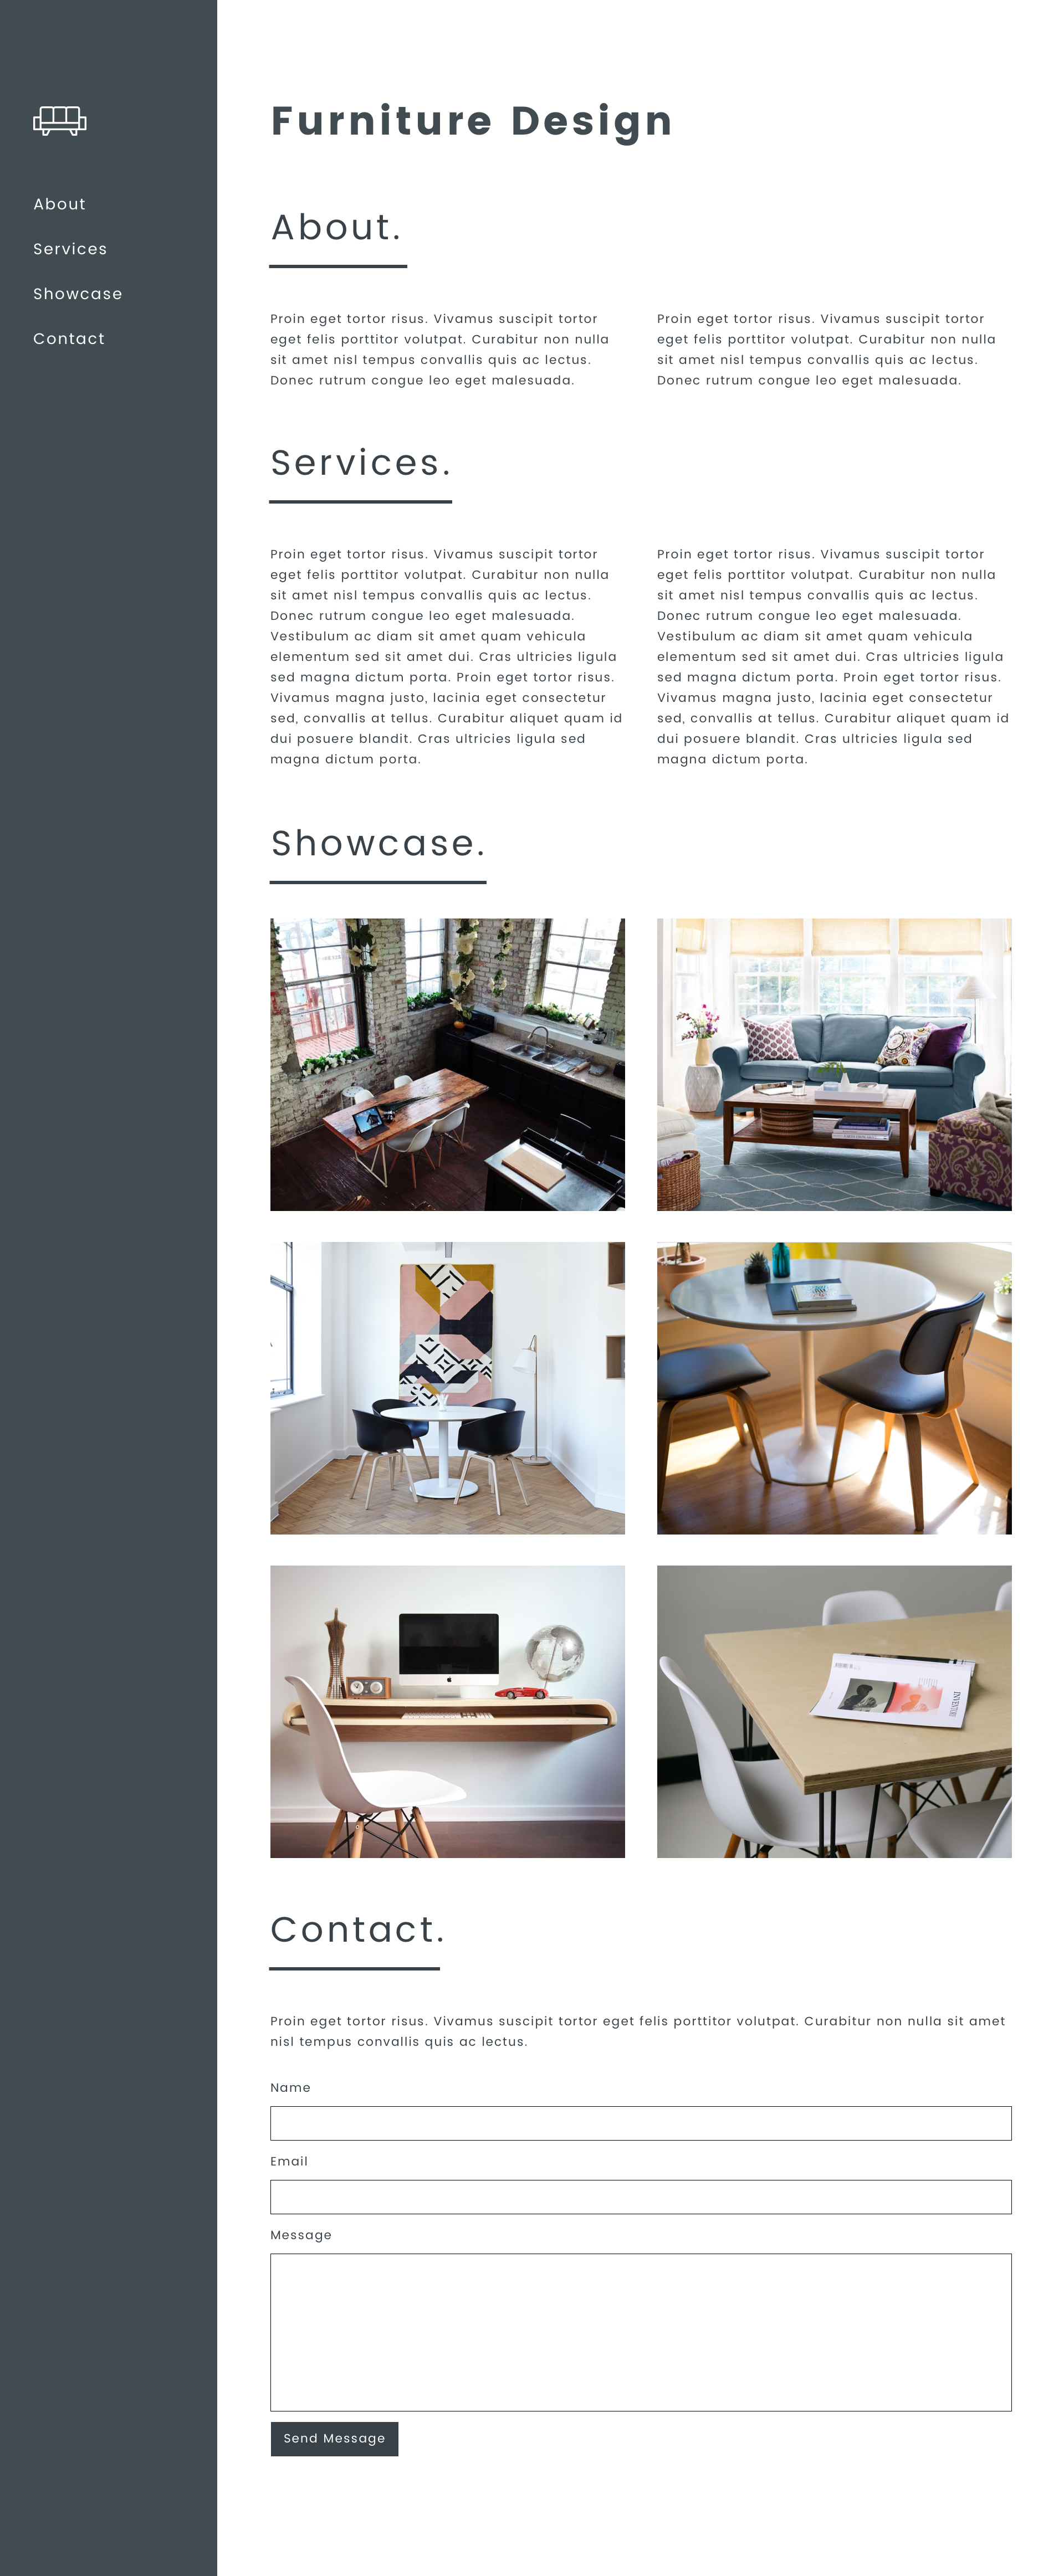 About
Services
Showcase
Contact
Furniture Design
About.
Proin eget tortor risus. Vivamus suscipit tortor
eget felis porttitor volutpat. Curabitur non nulla
sit amet nisl tempus convallis quis ac lectus.
Donec rutrum congue leo eget malesuada.
Proin eget tortor risus. Vivamus suscipit tortor
eget felis porttitor volutpat. Curabitur non nulla
sit amet nisl tempus convallis quis ac lectus.
Donec rutrum congue leo eget malesuada.
Services.
Proin eget tortor risus. Vivamus suscipit tortor
eget felis porttitor volutpat. Curabitur non nulla
sit amet nisl tempus convallis quis ac lectus.
Donec rutrum congue leo eget malesuada.
Vestibulum ac diam sit amet quam vehicula
elementum sed sit amet dui. Cras ultricies ligula
sed magna dictum porta. Proin eget tortor risus.
Vivamus magna justo, lacinia eget consectetur
sed, convallis at tellus. Curabitur aliquet quam id
dui posuere blandit. Cras ultricies ligula sed
magna dictum porta.
Proin eget tortor risus. Vivamus suscipit tortor
eget felis porttitor volutpat. Curabitur non nulla
sit amet nisl tempus convallis quis ac lectus.
Donec rutrum congue leo eget malesuada.
Vestibulum ac diam sit amet quam vehicula
elementum sed sit amet dui. Cras ultricies ligula
sed magna dictum porta. Proin eget tortor risus.
Vivamus magna justo, lacinia eget consectetur
sed, convallis at tellus. Curabitur aliquet quam id
dui posuere blandit. Cras ultricies ligula sed
magna dictum porta.
Showcase.
INVENTORY
Contact.
Proin eget tortor risus. Vivamus suscipit tortor eget felis porttitor volutpat. Curabitur non nulla sit amet
nisl tempus convallis quis ac lectus.
Name
Email
Message
Send Message